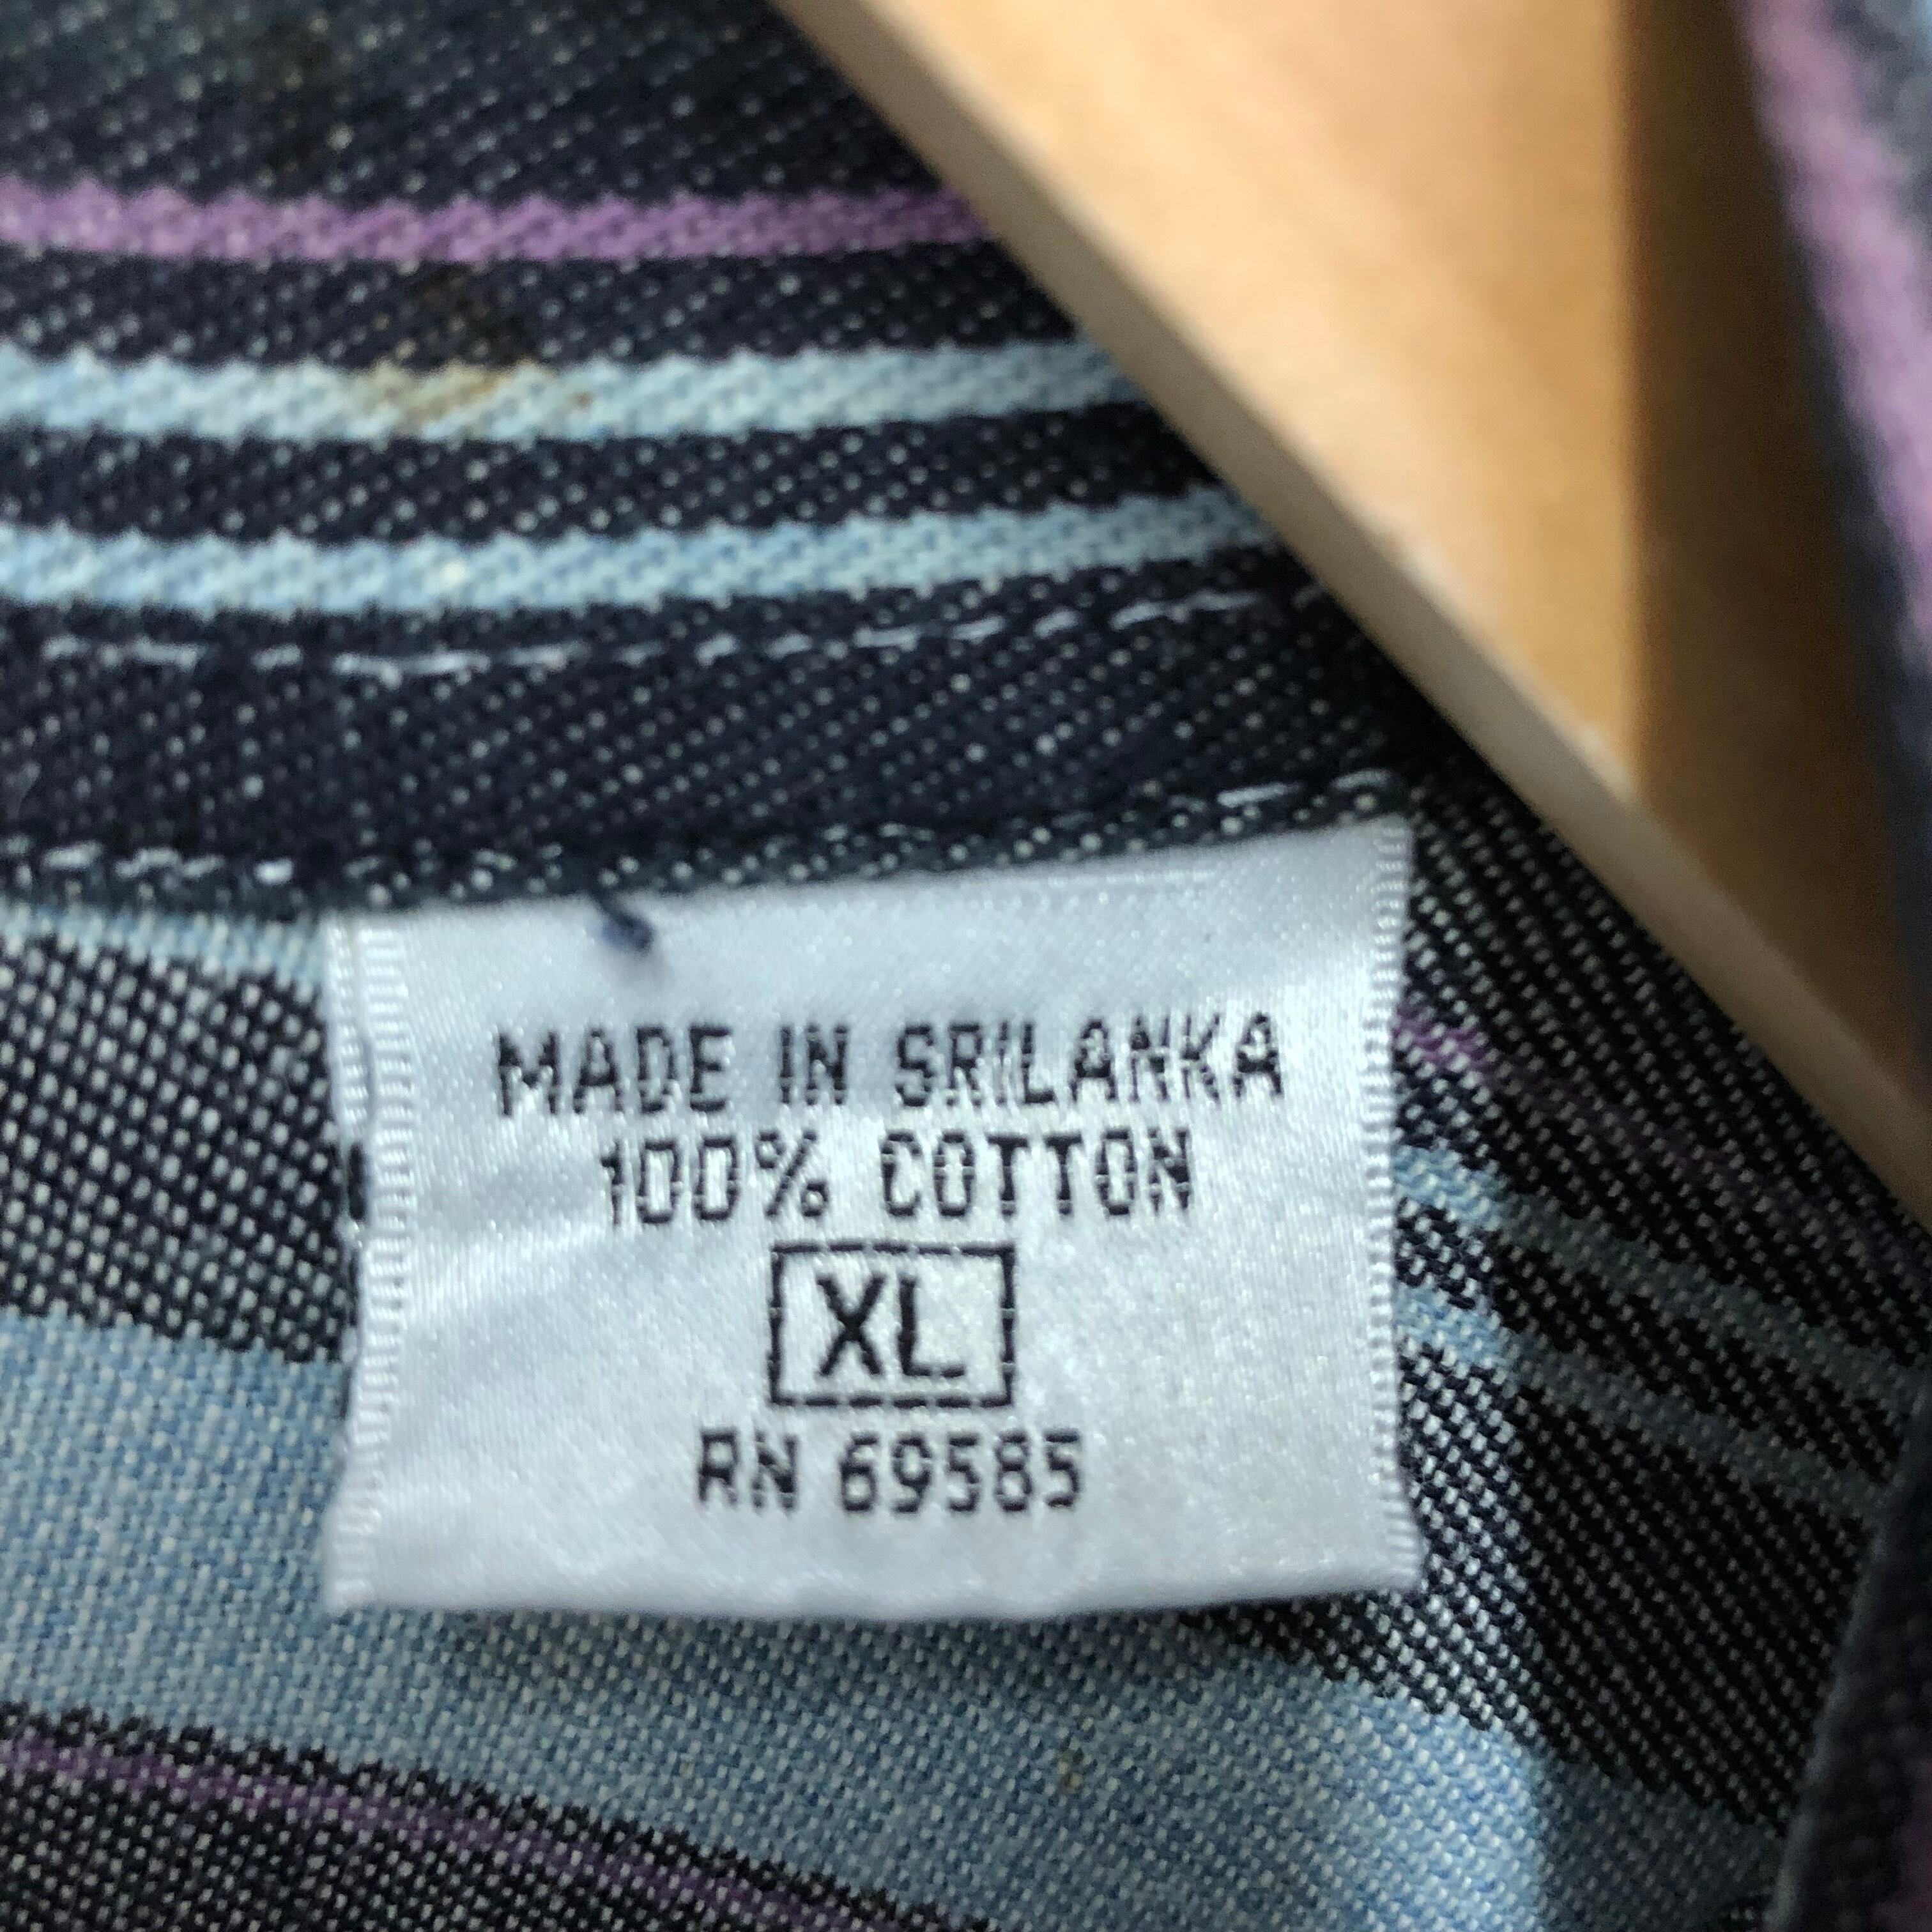 MADE IN SRILANKA
100% COTTON
XL
RN 69585